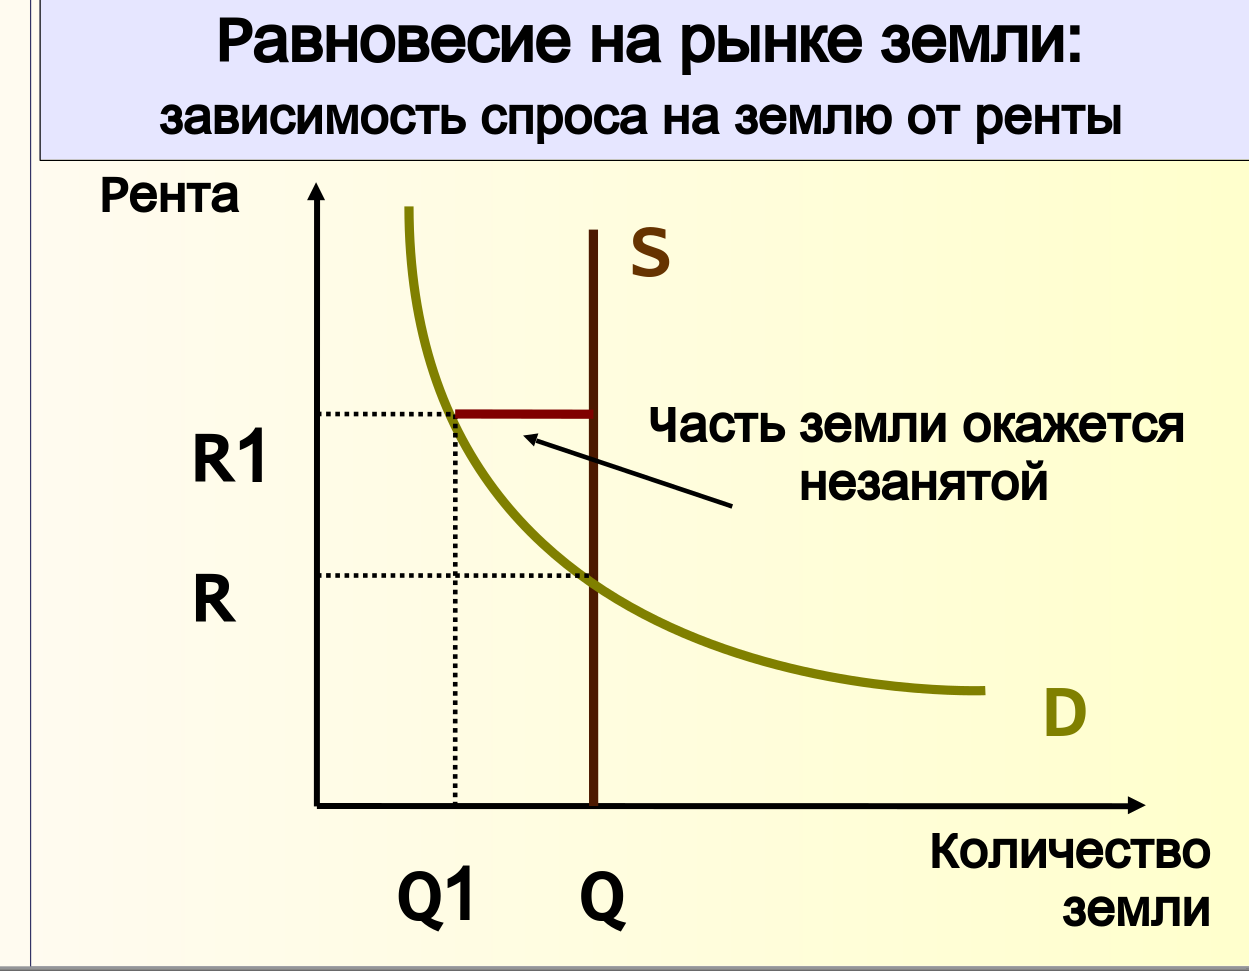 Равновесие на рынке земли:
зависимость спроса на землю от ренты
Рента
S
Часть земли окажется
незанятой
R1
R
D
Количество
земли
Q1 Q